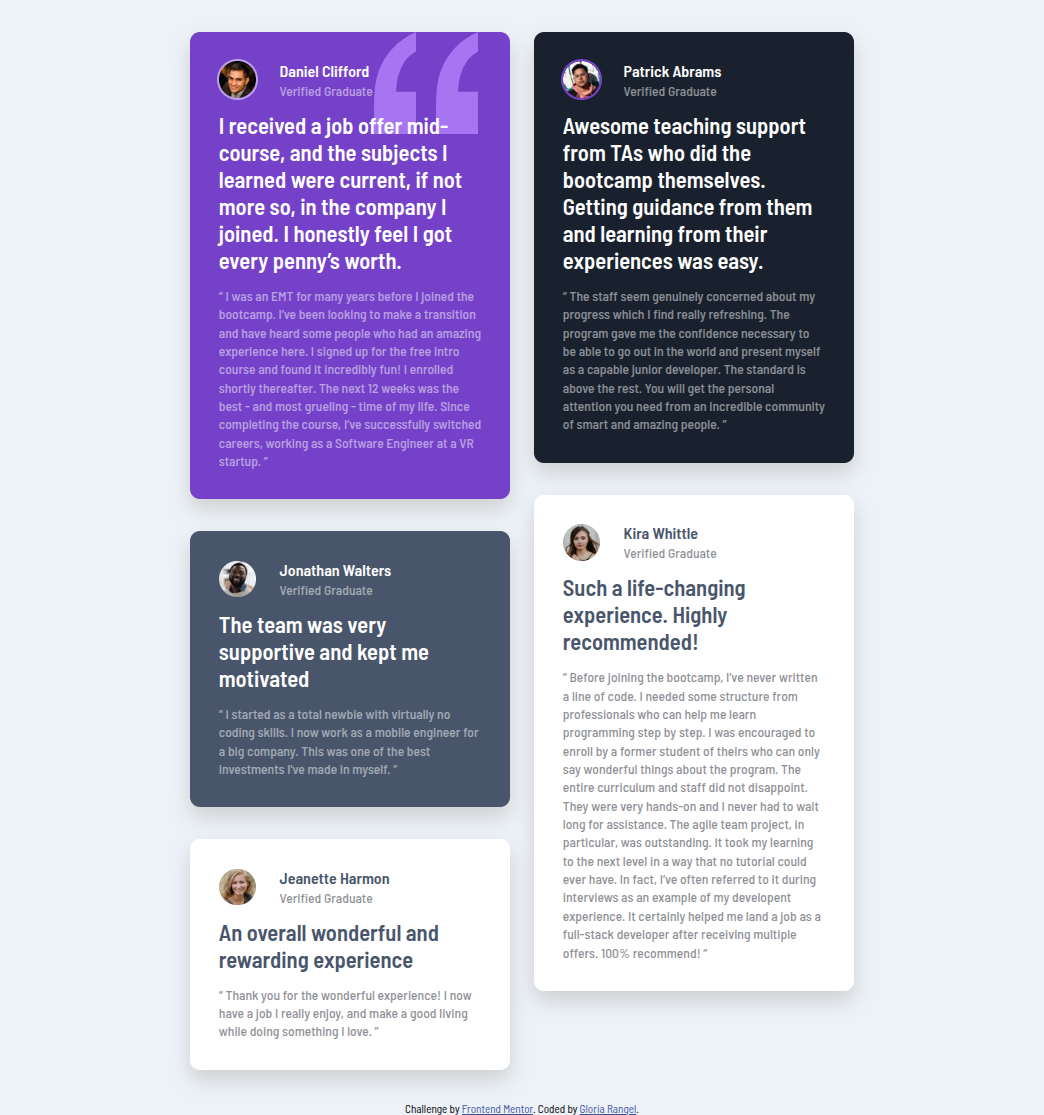 Daniel Clifford
Verified Graduate
I received a job offer mid-
course, and the subjects I
learned were current, if not
more so, in the company I
joined. I honestly feel I got
every penny’s worth.
“ I was an EMT for many years before I joined the
bootcamp. I’ve been looking to make a transition
and have heard some people who had an amazing
experience here. I signed up for the free intro
course and found it incredibly fun! I enrolled
shortly thereafter. The next 12 weeks was the
best - and most grueling - time of my life. Since
completing the course, I’ve successfully switched
careers, working as a Software Engineer at a VR
startup. ”
Jonathan Walters
Verified Graduate
The team was very
supportive and kept me
motivated
“ I started as a total newbie with virtually no
coding skills. I now work as a mobile engineer for
a big company. This was one of the best
investments I’ve made in myself. ”
Jeanette Harmon
Verified Graduate
An overall wonderful and
rewarding experience
“ Thank you for the wonderful experience! I now
have a job I really enjoy, and make a good living
while doing something I love. ”
Patrick Abrams
Verified Graduate
Awesome teaching support
from TAs who did the
bootcamp themselves.
Getting guidance from them
and learning from their
experiences was easy.
“ The staff seem genuinely concerned about my
progress which I find really refreshing. The
program gave me the confidence necessary to
be able to go out in the world and present myself
as a capable junior developer. The standard is
above the rest. You will get the personal
attention you need from an incredible community
of smart and amazing people. ”
Kira Whittle
Verified Graduate
Such a life-changing
experience. Highly
recommended!
“ Before joining the bootcamp, I’ve never written
a line of code. I needed some structure from
professionals who can help me learn
programming step by step. I was encouraged to
enroll by a former student of theirs who can only
say wonderful things about the program. The
entire curriculum and staff did not disappoint.
They were very hands-on and I never had to wait
long for assistance. The agile team project, in
particular, was outstanding. It took my learning
to the next level in a way that no tutorial could
ever have. In fact, I’ve often referred to it during
interviews as an example of my developent
experience. It certainly helped me land a job as a
full-stack developer after receiving multiple
offers. 100% recommend! ”
Challenge by Frontend Mentor. Coded by Gloria Rangel.